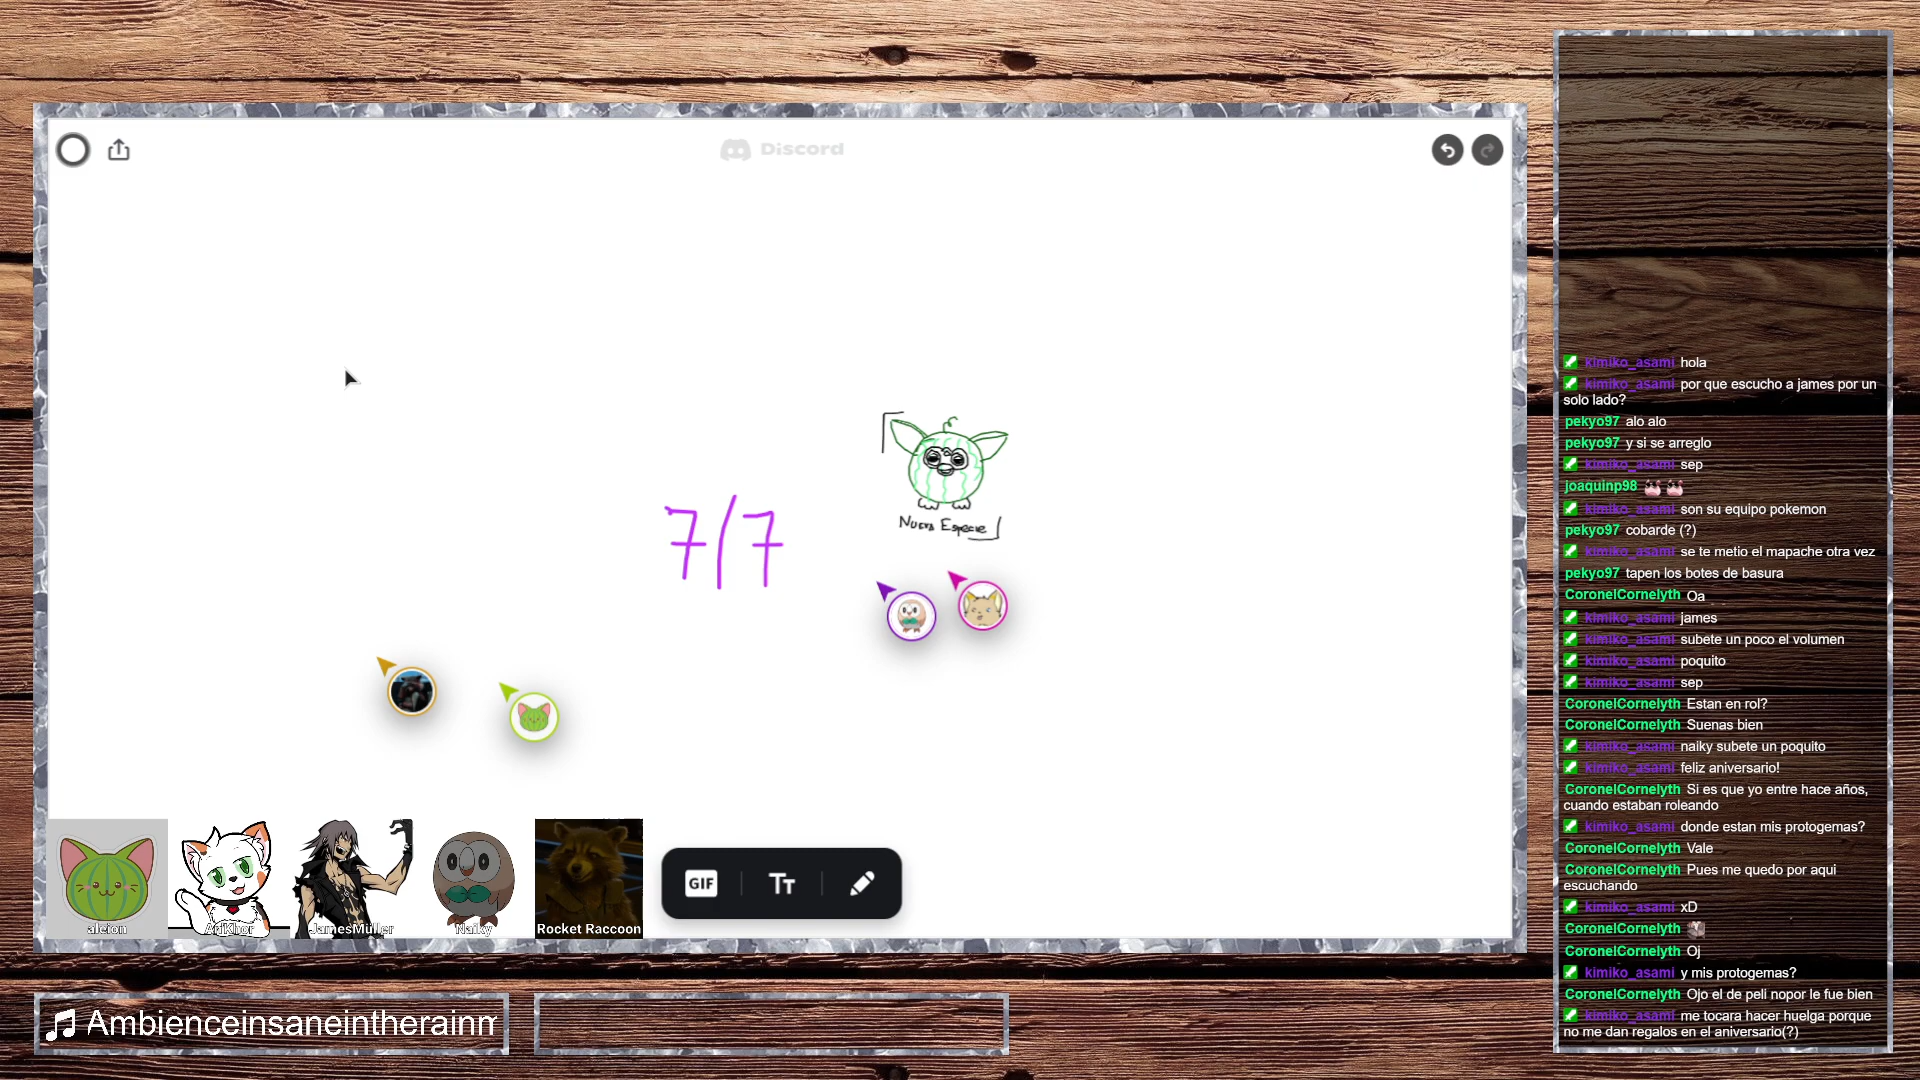 Discord
Nueva Especie
7/7
GIF
Tt
aleion
AriKhor
JamesMüller
Naiky
Rocket Raccoon
Ambienceinsaneintherainm
kimiko_asami hola
kimiko_asami por que escucho a james por un
solo lado?
pekyo97 alo alo
pekyo97 y si se arreglo
kimiko_asami sep
joaquinp98
kimiko_asami son su equipo pokemon
pekyo97 cobarde (?)
kimiko_asami se te metio el mapache otra vez
pekyo97 tapen los botes de basura
CoronelCornelyth Oa
kimiko_asami james
kimiko_asami subete un poco el volumen
kimiko_asami poquito
kimiko_asami sep
CoronelCornelyth Estan en rol?
CoronelCornelyth Suenas bien
kimiko_asami naiky subete un poquito
kimiko_asami feliz aniversario!
CoronelCornelyth Si es que yo entre hace años,
cuando estaban roleando
kimiko_asami donde estan mis protogemas?
CoronelCornelyth Vale
CoronelCornelyth Pues me quedo por aqui
escuchando
kimiko_asami xD
CoronelCornelyth
CoronelCornelyth Oj
kimiko_asami y mis protogemas?
CoronelCornelyth Ojo el de peli nopor le fue bien
kimiko_asami me tocara hacer huelga porque
no me dan regalos en el aniversario(?)